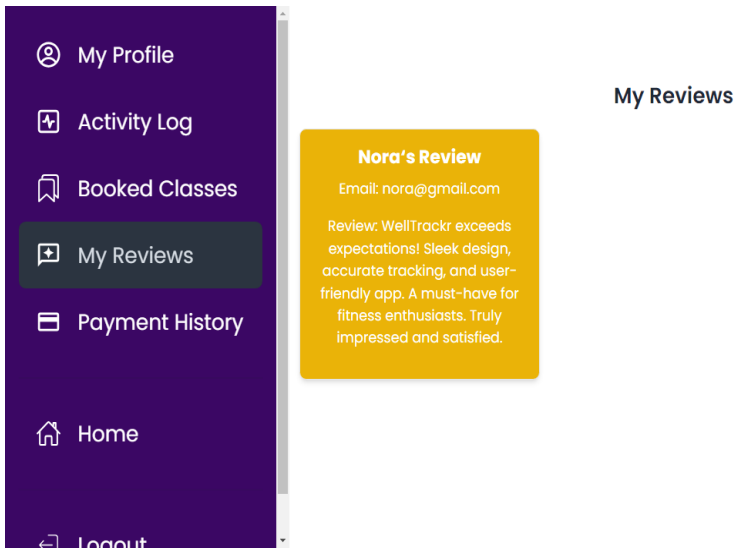 My Profile
Activity Log
Booked Classes
My Reviews
Payment History
Home
Logout
My Reviews
Nora's Review
Email: nora@gmail.com
Review: WellTrackr exceeds
expectations! Sleek design,
accurate tracking, and user-
friendly app. A must-have for
fitness enthusiasts. Truly
impressed and satisfied.